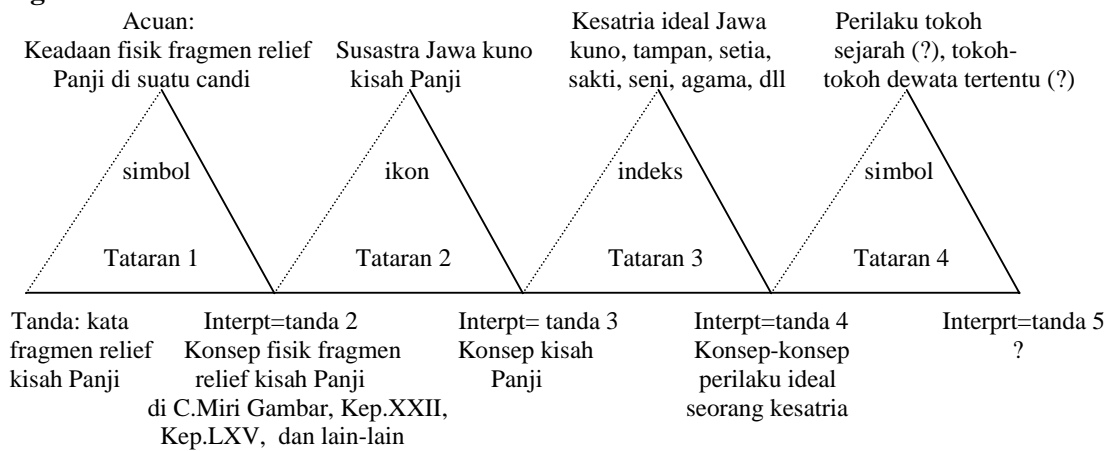 Acuan:
Keadaan fisik fragmen relief
Panji di suatu candi
Susastra Jawa kuno
kisah Panji
Kesatria ideal Jawa
kuno, tampan, setia,
sakti, seni, agama, dll
Perilaku tokoh
sejarah (?), tokoh-
tokoh dewata tertentu (?)
simbol
ikon
indeks
simbol
Tataran 1
Tataran 2
Tataran 3
Tataran 4
Tanda: kata
fragmen relief
kisah Panji
Interpt=tanda 2
Konsep fisik fragmen
relief kisah Panji
di C.Miri Gambar, Kep.XXII,
Kep.LXV, dan lain-lain
Interpt= tanda 3
Konsep kisah
Panji
Interpt=tanda 4
Konsep-konsep
perilaku ideal
seorang kesatria
Interprt=tanda 5
?